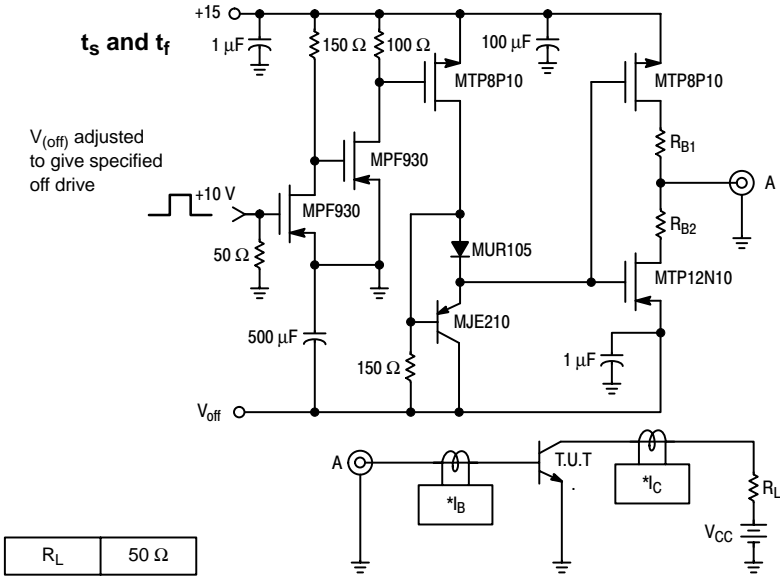 +15
t_s and t_f
1 μF
150 Ω
100 Ω
100 μF
MTP8P10
MTP8P10
V_(off) adjusted
to give specified
off drive
MPF930
R_B1
+10 V
MPF930
A
R_B2
50 Ω
MUR105
MTP12N10
500 μF
MJE210
150 Ω
1 μF
V_off
A
T.U.T
*I_B
*I_C
R_L
V_CC
R_L 50 Ω